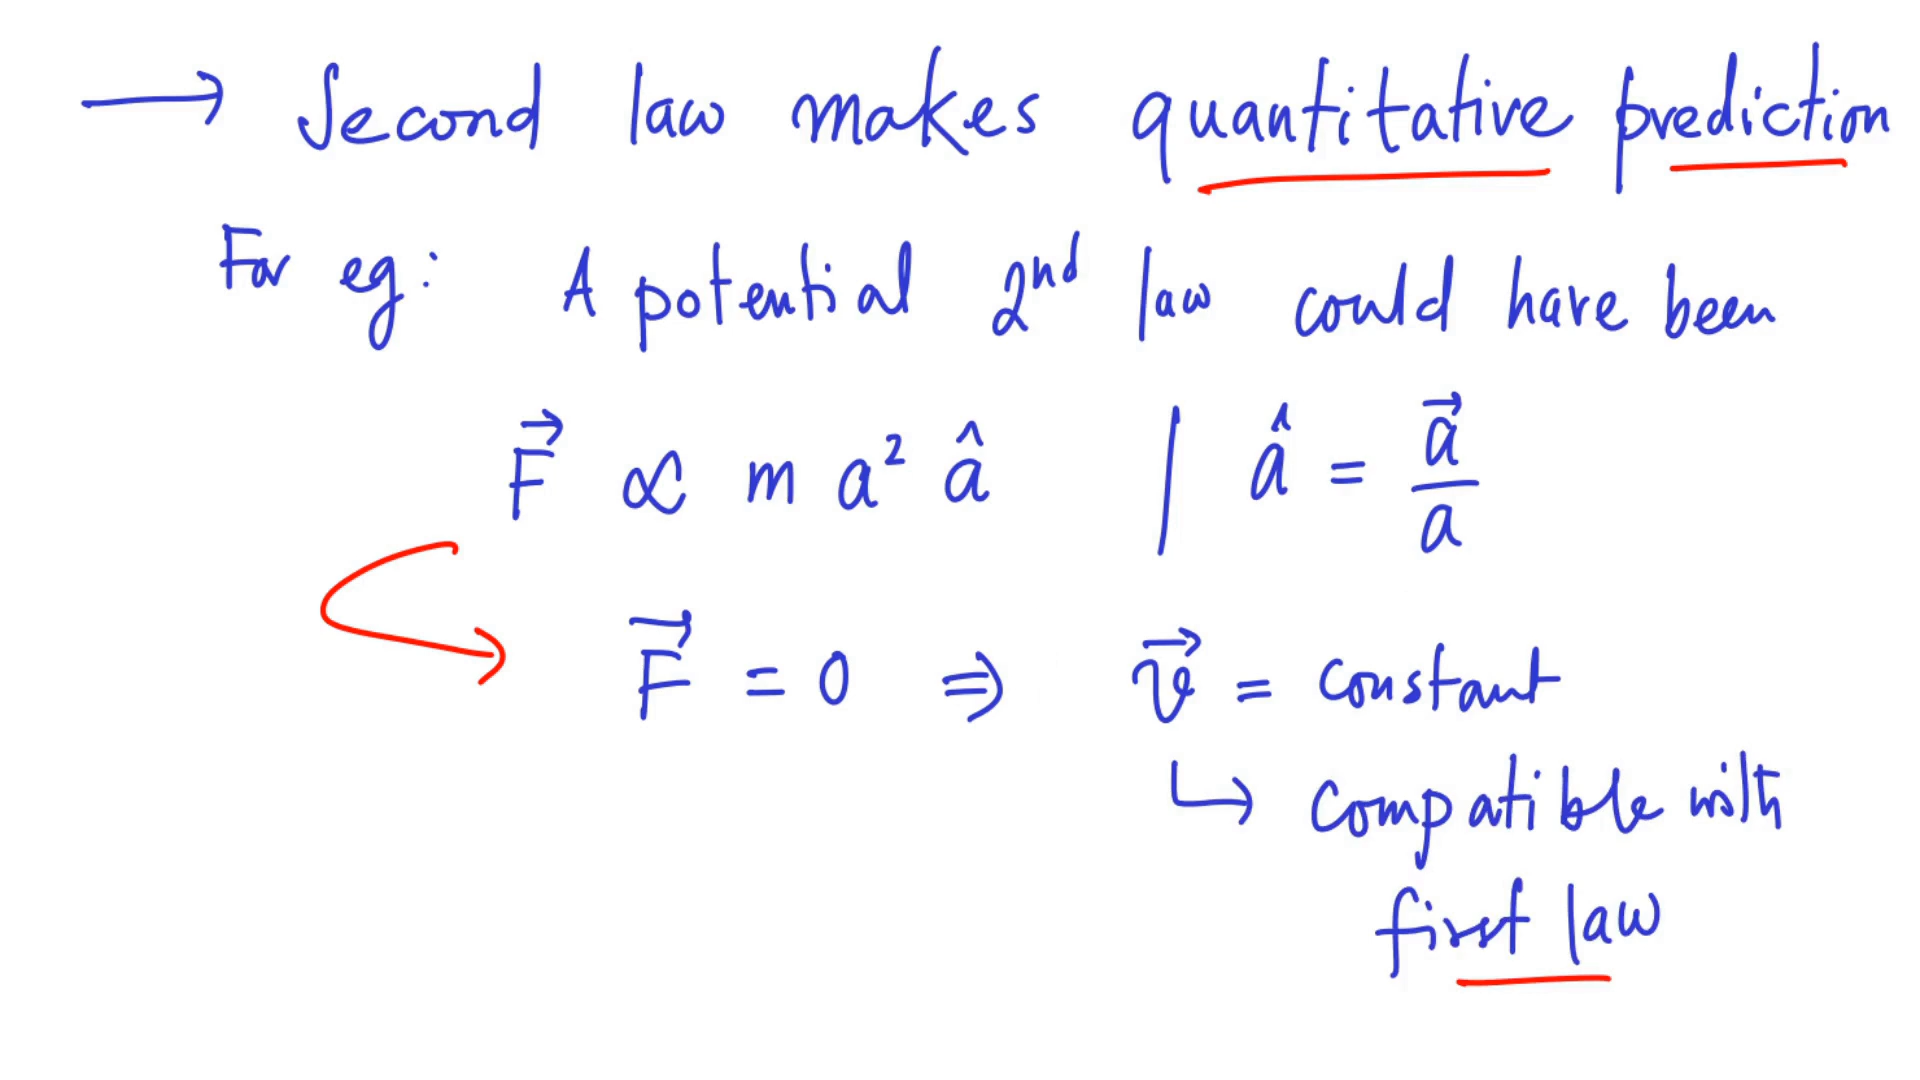 → Second law makes quantitative prediction
For eg: A potential 2nd law could have been
F⃗ ∝ m a² â | â = a⃗/a
F⃗ = 0 ⇒ v⃗ = constant
↳ compatible with
first law